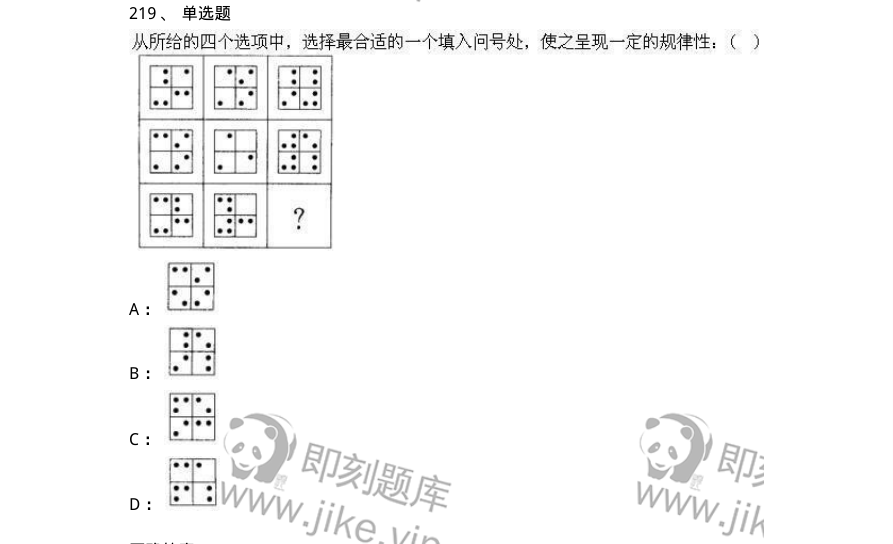 219 、 单选题
从所给的四个选项中，选择最合适的一个填入问号处，使之呈现一定的规律性：（ ）
?
A：
B：
C：
D：
即刻题库
www.jike.vip
即刻
www.jik